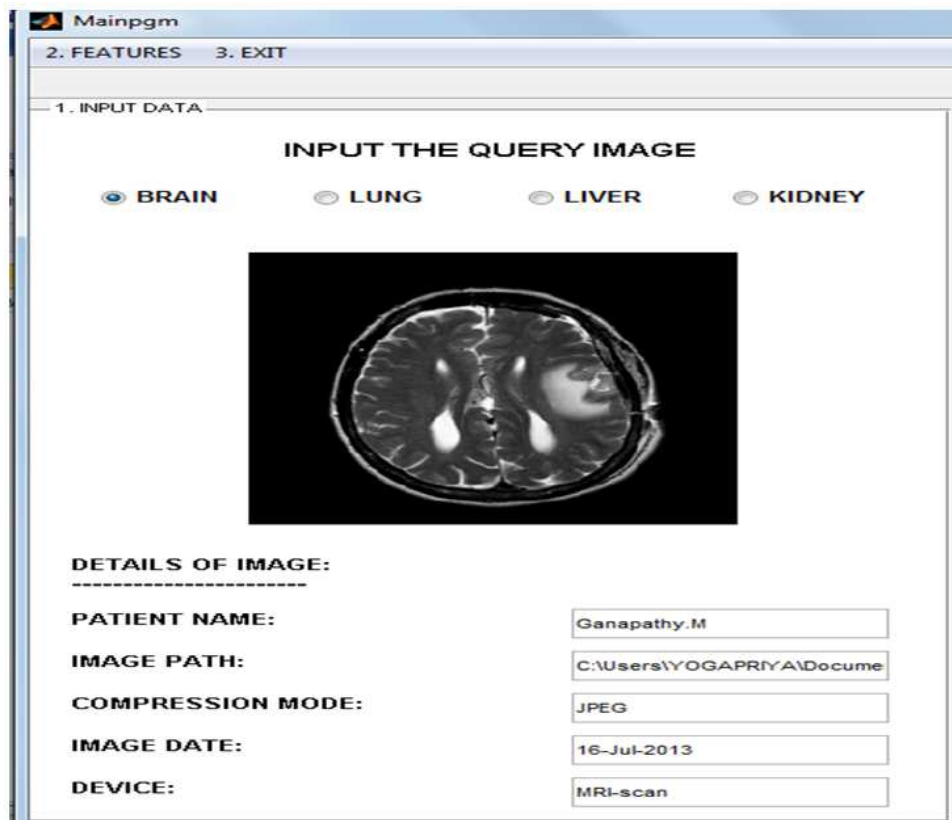 Mainpgm
2. FEATURES 3. EXIT
1. INPUT DATA
INPUT THE QUERY IMAGE
BRAIN LUNG LIVER KIDNEY
DETAILS OF IMAGE:
-----------------------
PATIENT NAME: Ganapathy.M
IMAGE PATH: C:\Users\YOGAPRIYA\Docume
COMPRESSION MODE: JPEG
IMAGE DATE: 16-Jul-2013
DEVICE: MRI-scan